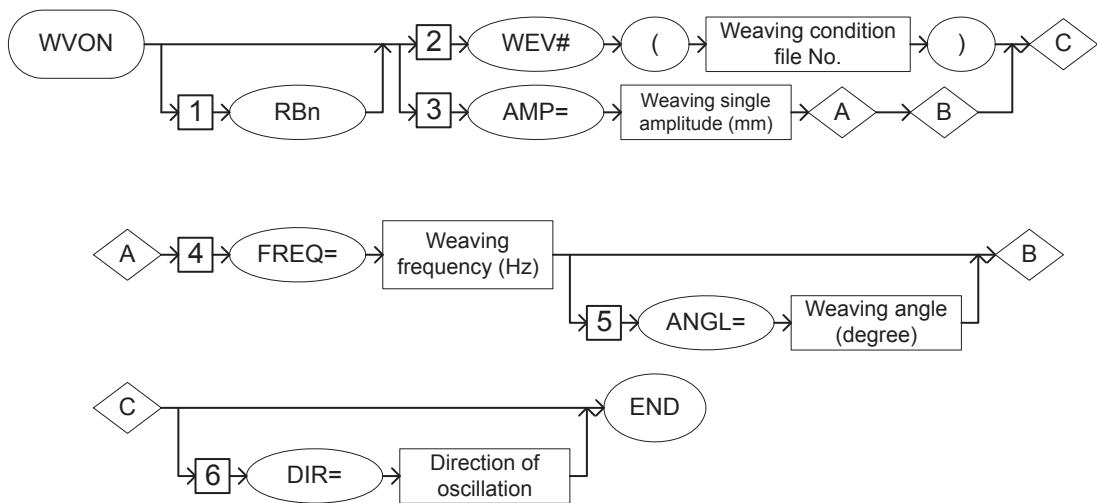 WVON
2
WEV#
(
Weaving condition
file No.
)
C
1
RBn
3
AMP=
Weaving single
amplitude (mm)
A
B
A
4
FREQ=
Weaving
frequency (Hz)
B
5
ANGL=
Weaving angle
(degree)
C
END
6
DIR=
Direction of
oscillation